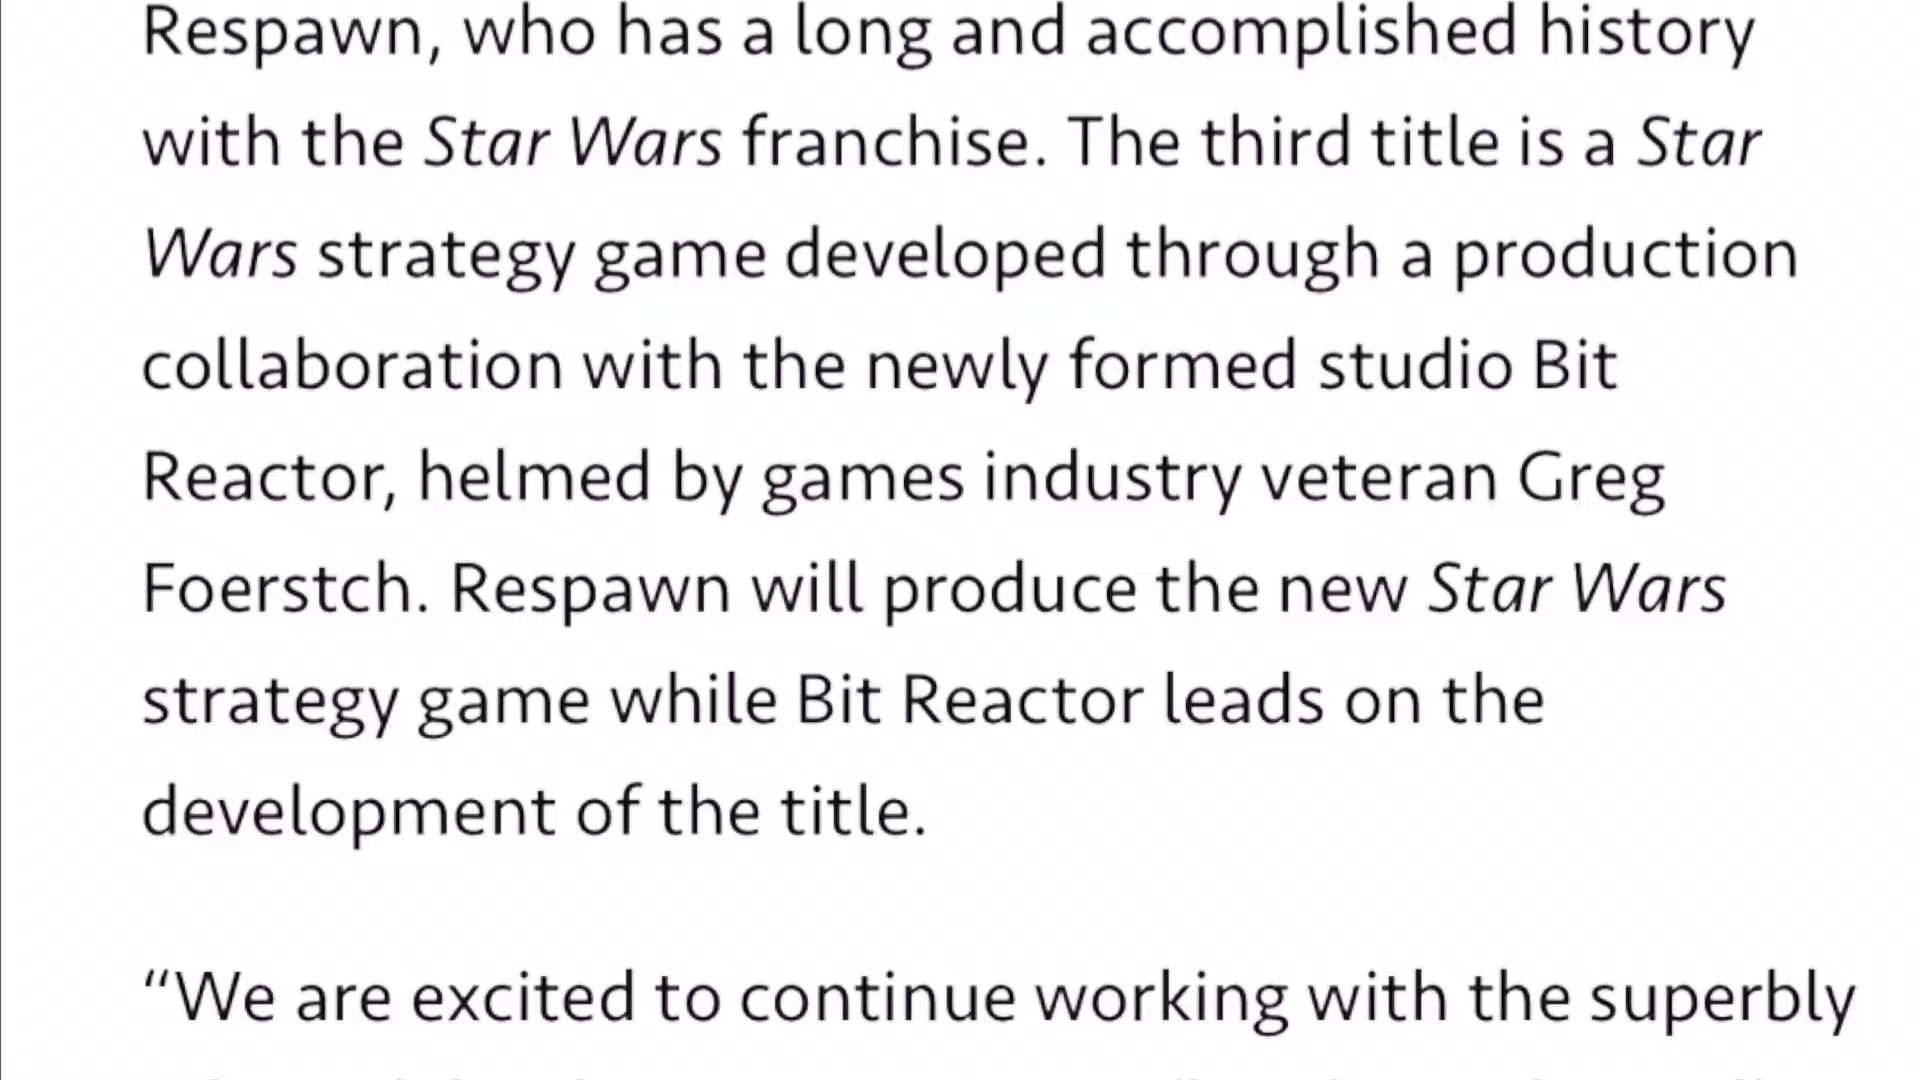 Respawn, who has a long and accomplished history
with the Star Wars franchise. The third title is a Star
Wars strategy game developed through a production
collaboration with the newly formed studio Bit
Reactor, helmed by games industry veteran Greg
Foerstch. Respawn will produce the new Star Wars
strategy game while Bit Reactor leads on the
development of the title.
“We are excited to continue working with the superbly